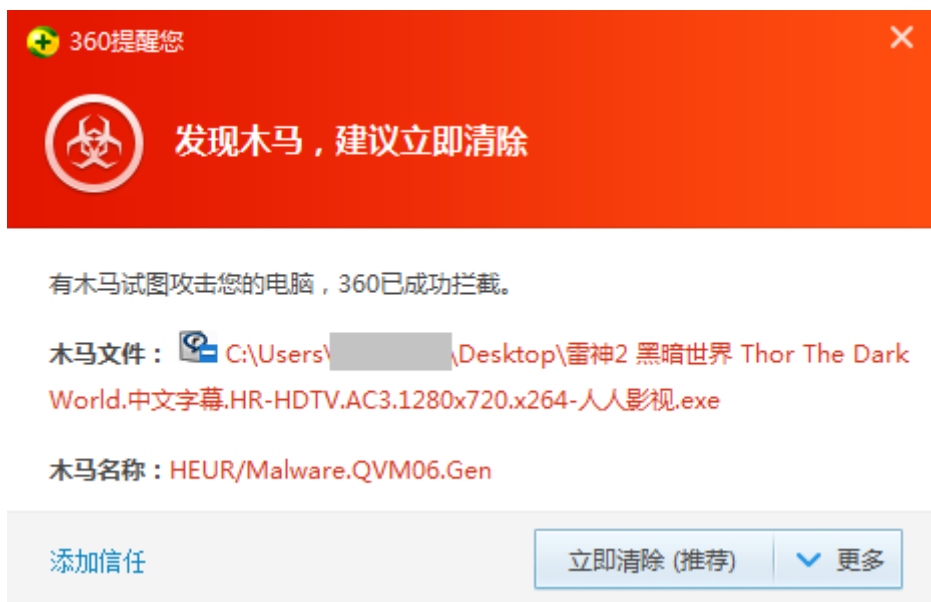 360提醒您
发现木马，建议立即清除
有木马试图攻击您的电脑，360已成功拦截。
木马文件： C:\Users\ \Desktop\雷神2 黑暗世界 Thor The Dark
World.中文字幕.HR-HDTV.AC3.1280x720.x264-人人影视.exe
木马名称：HEUR/Malware.QVM06.Gen
添加信任 立即清除 (推荐) 更多